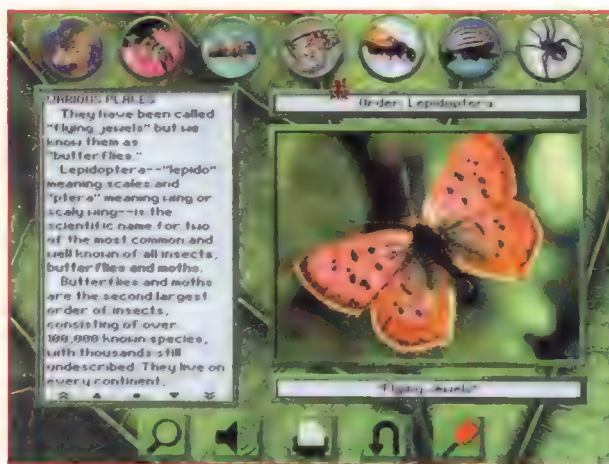 VARIOUS PLACES
They have been called
"flying jewels" but we
know them as
"butterflies."
Lepidoptera--"lepido"
meaning scales and
"ptera" meaning wing or
scaly wing--is the
scientific name for two
of the most common and
well known of all insects,
butterflies and moths.
Butterflies and moths
are the second largest
order of insects,
consisting of over
100,000 known species,
with thousands still
undescribed. They live on
every continent,
Order: Lepidoptera
"Flying Jewels"